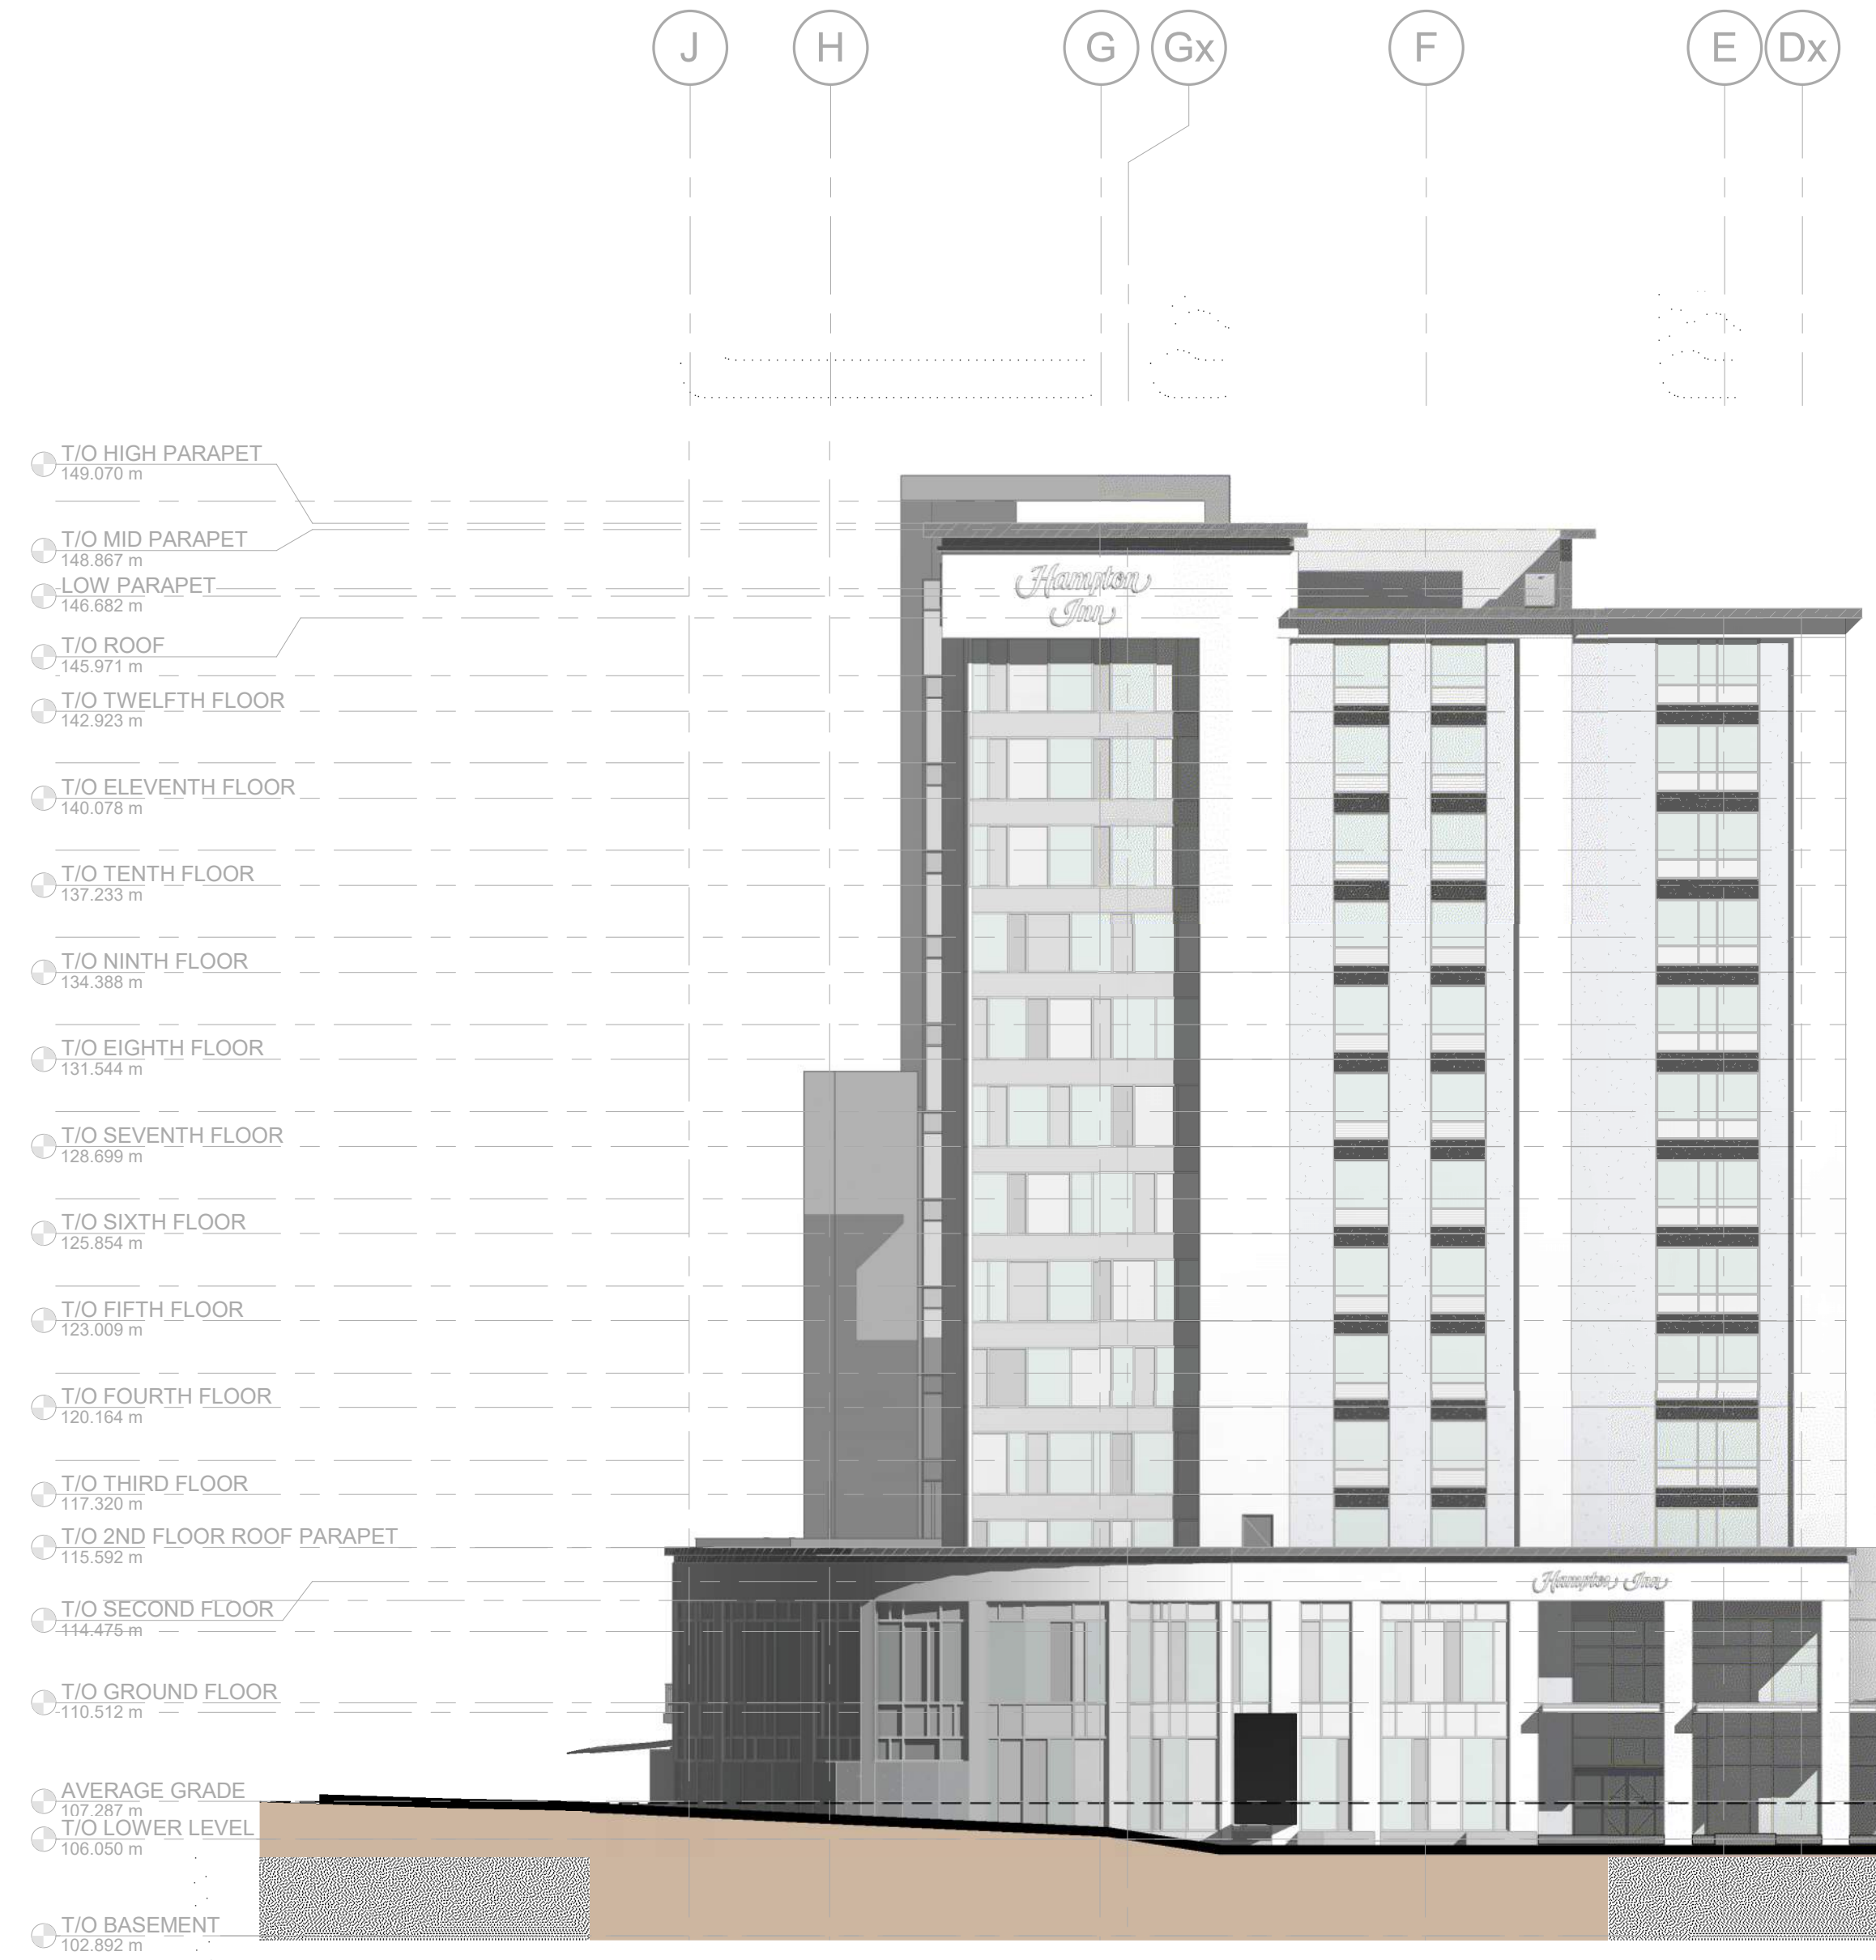 J H G Gx F E Dx
T/O HIGH PARAPET
149.070 m
T/O MID PARAPET
148.867 m
LOW PARAPET
146.682 m
T/O ROOF
145.971 m
T/O TWELFTH FLOOR
142.923 m
T/O ELEVENTH FLOOR
140.078 m
T/O TENTH FLOOR
137.233 m
T/O NINTH FLOOR
134.388 m
T/O EIGHTH FLOOR
131.544 m
T/O SEVENTH FLOOR
128.699 m
T/O SIXTH FLOOR
125.854 m
T/O FIFTH FLOOR
123.009 m
T/O FOURTH FLOOR
120.164 m
T/O THIRD FLOOR
117.320 m
T/O 2ND FLOOR ROOF PARAPET
115.592 m
T/O SECOND FLOOR
114.475 m
T/O GROUND FLOOR
110.512 m
AVERAGE GRADE
107.287 m
T/O LOWER LEVEL
106.050 m
T/O BASEMENT
102.892 m
Hampton
Inn
Hampton Inn